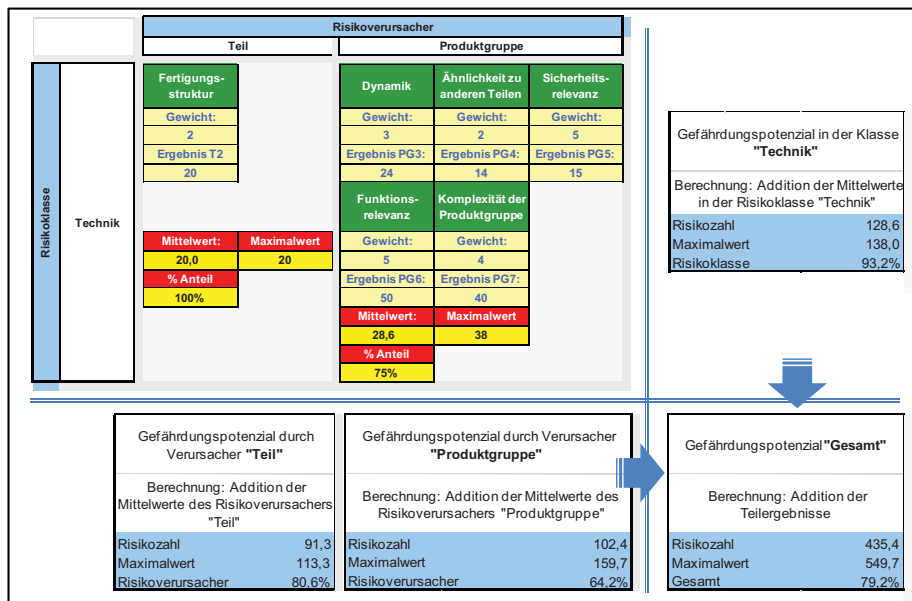 Risikoverursacher
Teil
Produktgruppe
Risikoklasse
Technik
Fertigungs-
struktur
Gewicht:
2
Ergebnis T2
20
Mittelwert:
Maximalwert
20,0
20
% Anteil
100%
Dynamik
Ähnlichkeit zu
anderen Teilen
Sicherheits-
relevanz
Gewicht:
Gewicht:
Gewicht:
3
2
5
Ergebnis PG3:
Ergebnis PG4:
Ergebnis PG5:
24
14
15
Funktions-
relevanz
Komplexität der
Produktgruppe
Gewicht:
Gewicht:
5
4
Ergebnis PG6:
Ergebnis PG7:
50
40
Mittelwert:
Maximalwert
28,6
38
% Anteil
75%
Gefährdungspotenzial in der Klasse
"Technik"
Berechnung: Addition der Mittelwerte
in der Risikoklasse "Technik"
Risikozahl 128,6
Maximalwert 138,0
Risikoklasse 93,2%
Gefährdungspotenzial durch
Verursacher "Teil"
Berechnung: Addition der
Mittelwerte des Risikoverursachers
"Teil"
Risikozahl 91,3
Maximalwert 113,3
Risikoverursacher 80,6%
Gefährdungspotenzial durch Verursacher
"Produktgruppe"
Berechnung: Addition der Mittelwerte des
Risikoverursachers "Produktgruppe"
Risikozahl 102,4
Maximalwert 159,7
Risikoverursacher 64,2%
Gefährdungspotenzial "Gesamt"
Berechnung: Addition der
Teilergebnisse
Risikozahl 435,4
Maximalwert 549,7
Gesamt 79,2%